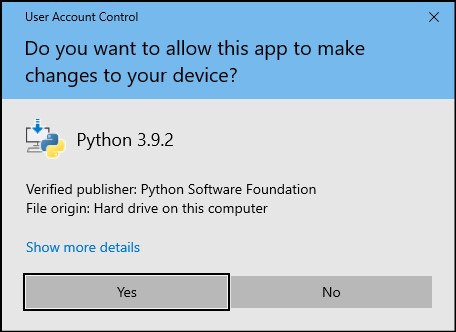 User Account Control
Do you want to allow this app to make
changes to your device?
Python 3.9.2
Verified publisher: Python Software Foundation
File origin: Hard drive on this computer
Show more details
Yes
No